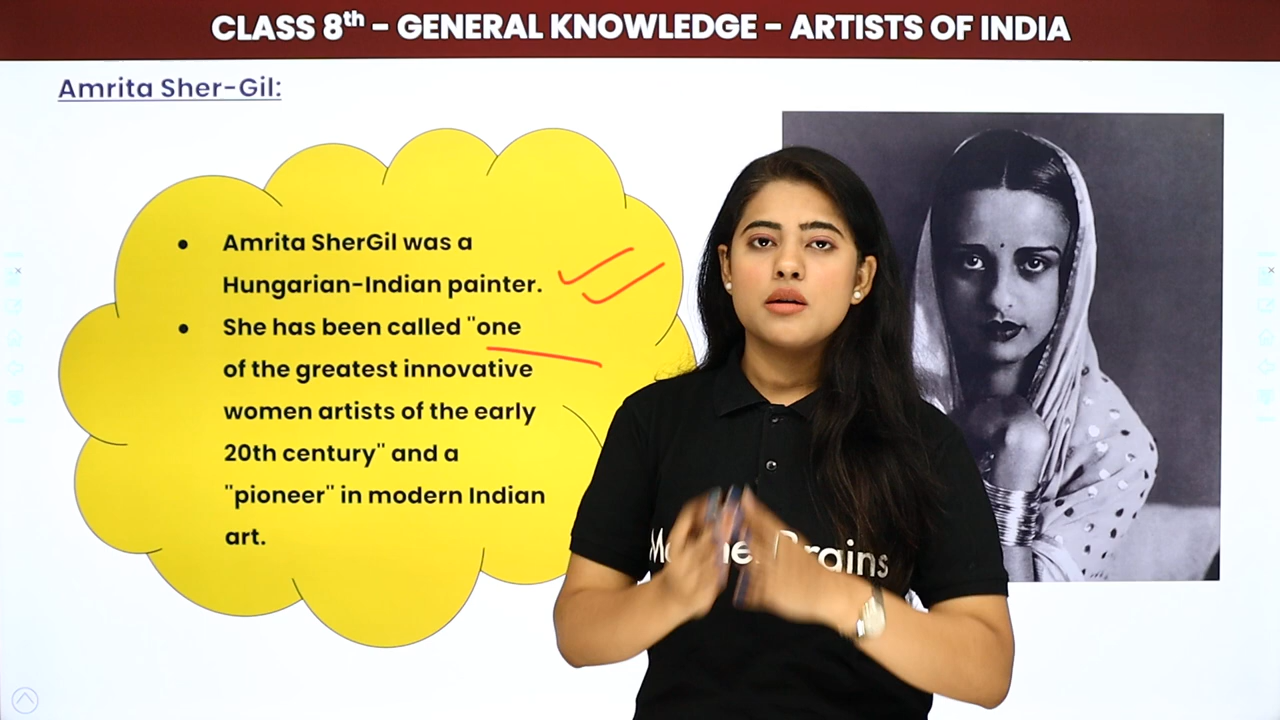 CLASS 8th - GENERAL KNOWLEDGE - ARTISTS OF INDIA
Amrita Sher-Gil:
• Amrita SherGil was a
Hungarian-Indian painter.
• She has been called "one
of the greatest innovative
women artists of the early
20th century" and a
"pioneer" in modern Indian
art.
Brains